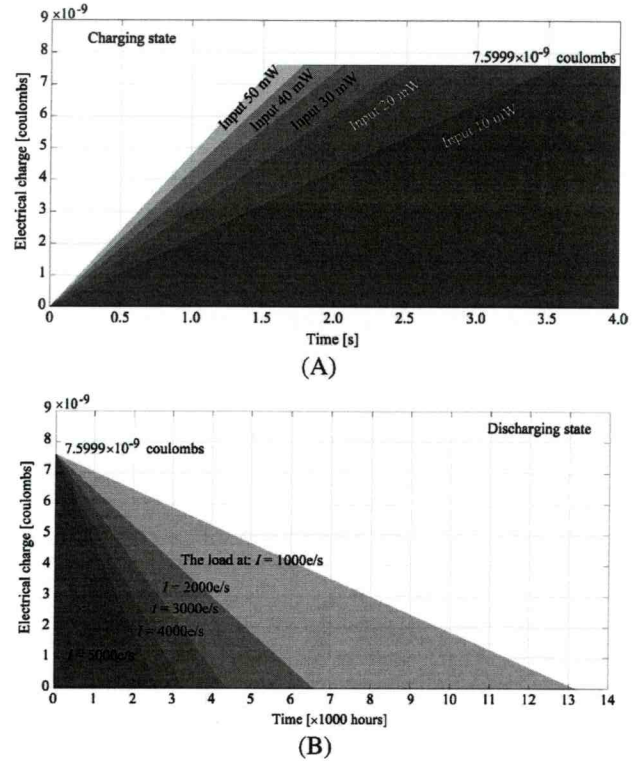 9 ×10⁻⁹
Charging state
8
7.5999×10⁻⁹ coulombs
7
6
5
4
3
2
1
0
Electrical charge [coulombs]
Input 50 mW
Input 40 mW
Input 30 mW
Input 20 mW
Input 10 mW
0 0.5 1.0 1.5 2.0 2.5 3.0 3.5 4.0
Time [s]
(A)
9 ×10⁻⁹
Discharging state
8
7.5999×10⁻⁹ coulombs
7
6
5
4
3
2
1
0
Electrical charge [coulombs]
The load at: I = 1000e/s
I = 2000e/s
I = 3000e/s
I = 4000e/s
I = 5000e/s
0 1 2 3 4 5 6 7 8 9 10 11 12 13 14
Time [×1000 hours]
(B)